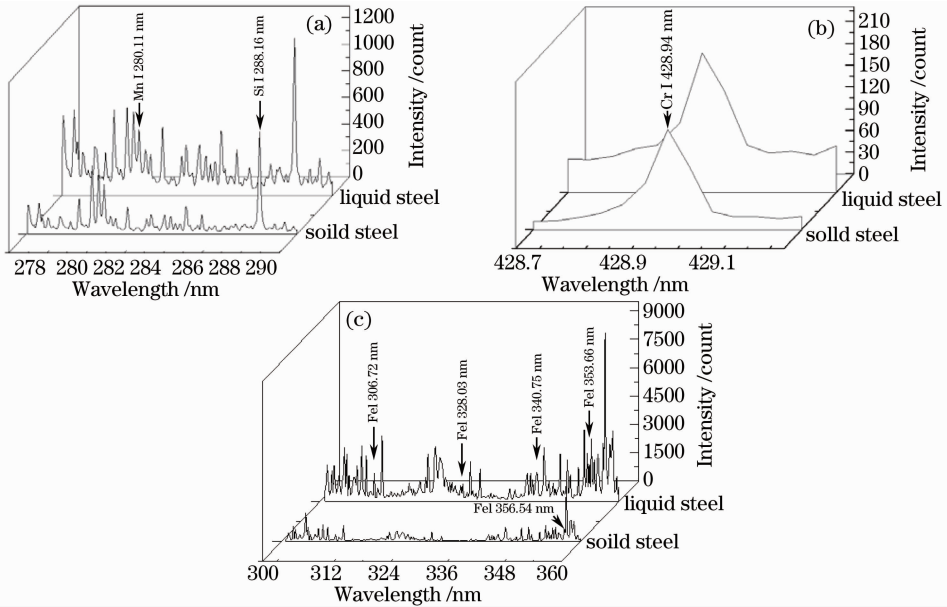 (a)
Mn I 280.11 nm
Si I 288.16 nm
1200
1000
800
600
400
200
0
Intensity /count
liquid steel
soild steel
278 280 282 284 286 288 290
Wavelength /nm
(b)
Cr I 428.94 nm
210
180
150
120
90
60
30
0
Intensity /count
liquid steel
solld steel
428.7 428.9 429.1
Wavelength /nm
(c)
FeI 306.72 nm
FeI 328.03 nm
FeI 340.75 nm
FeI 353.66 nm
FeI 356.54 nm
9000
7500
6000
4500
3000
1500
0
Intensity /count
liquid steel
soild steel
300 312 324 336 348 360
Wavelength /nm